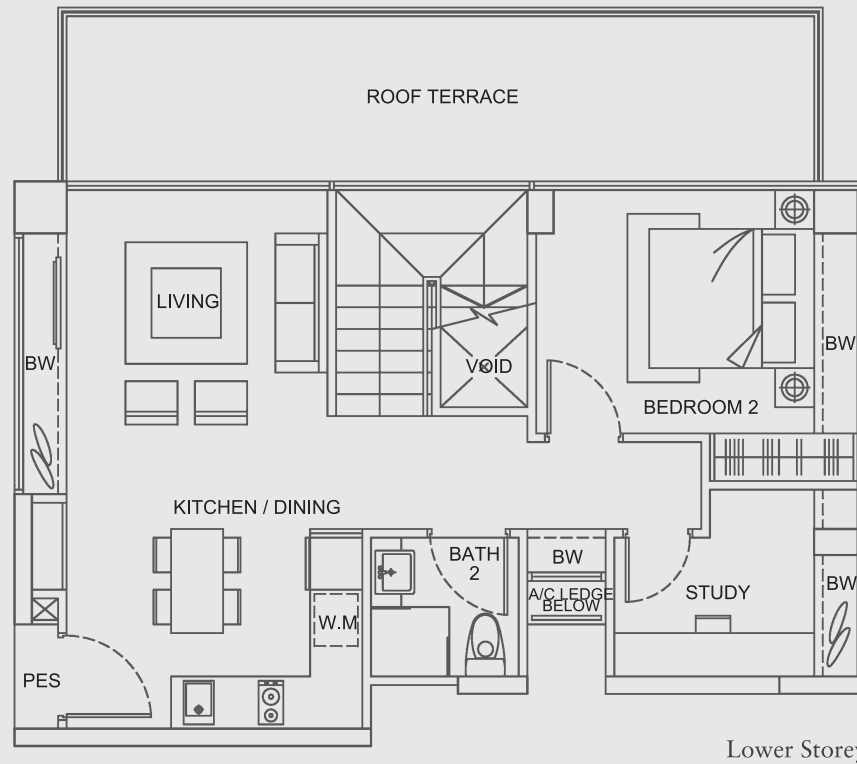 ROOF TERRACE
LIVING
BW
VOID
BW
BEDROOM 2
KITCHEN / DINING
BATH
2
BW
A/C LEDGE
BELOW
STUDY
BW
W.M
PES
Lower Storey